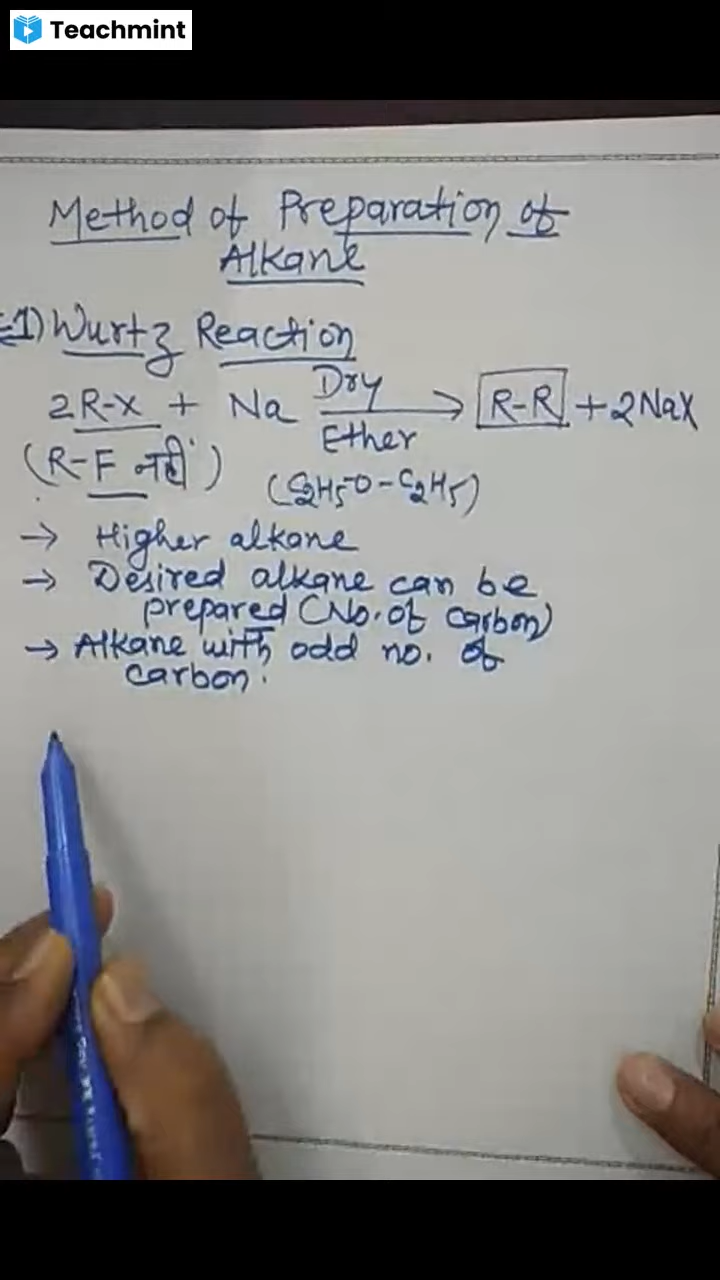 Teachmint
Method of Preparation of
Alkane
1) Wurtz Reaction
2R-X + Na Dry Ether → R-R + 2NaX
(R-F नहीं) (C2H5-O-C2H5)
→ Higher alkane
→ Desired alkane can be
prepared (No. of carbon)
→ Alkane with odd no. of
carbon.